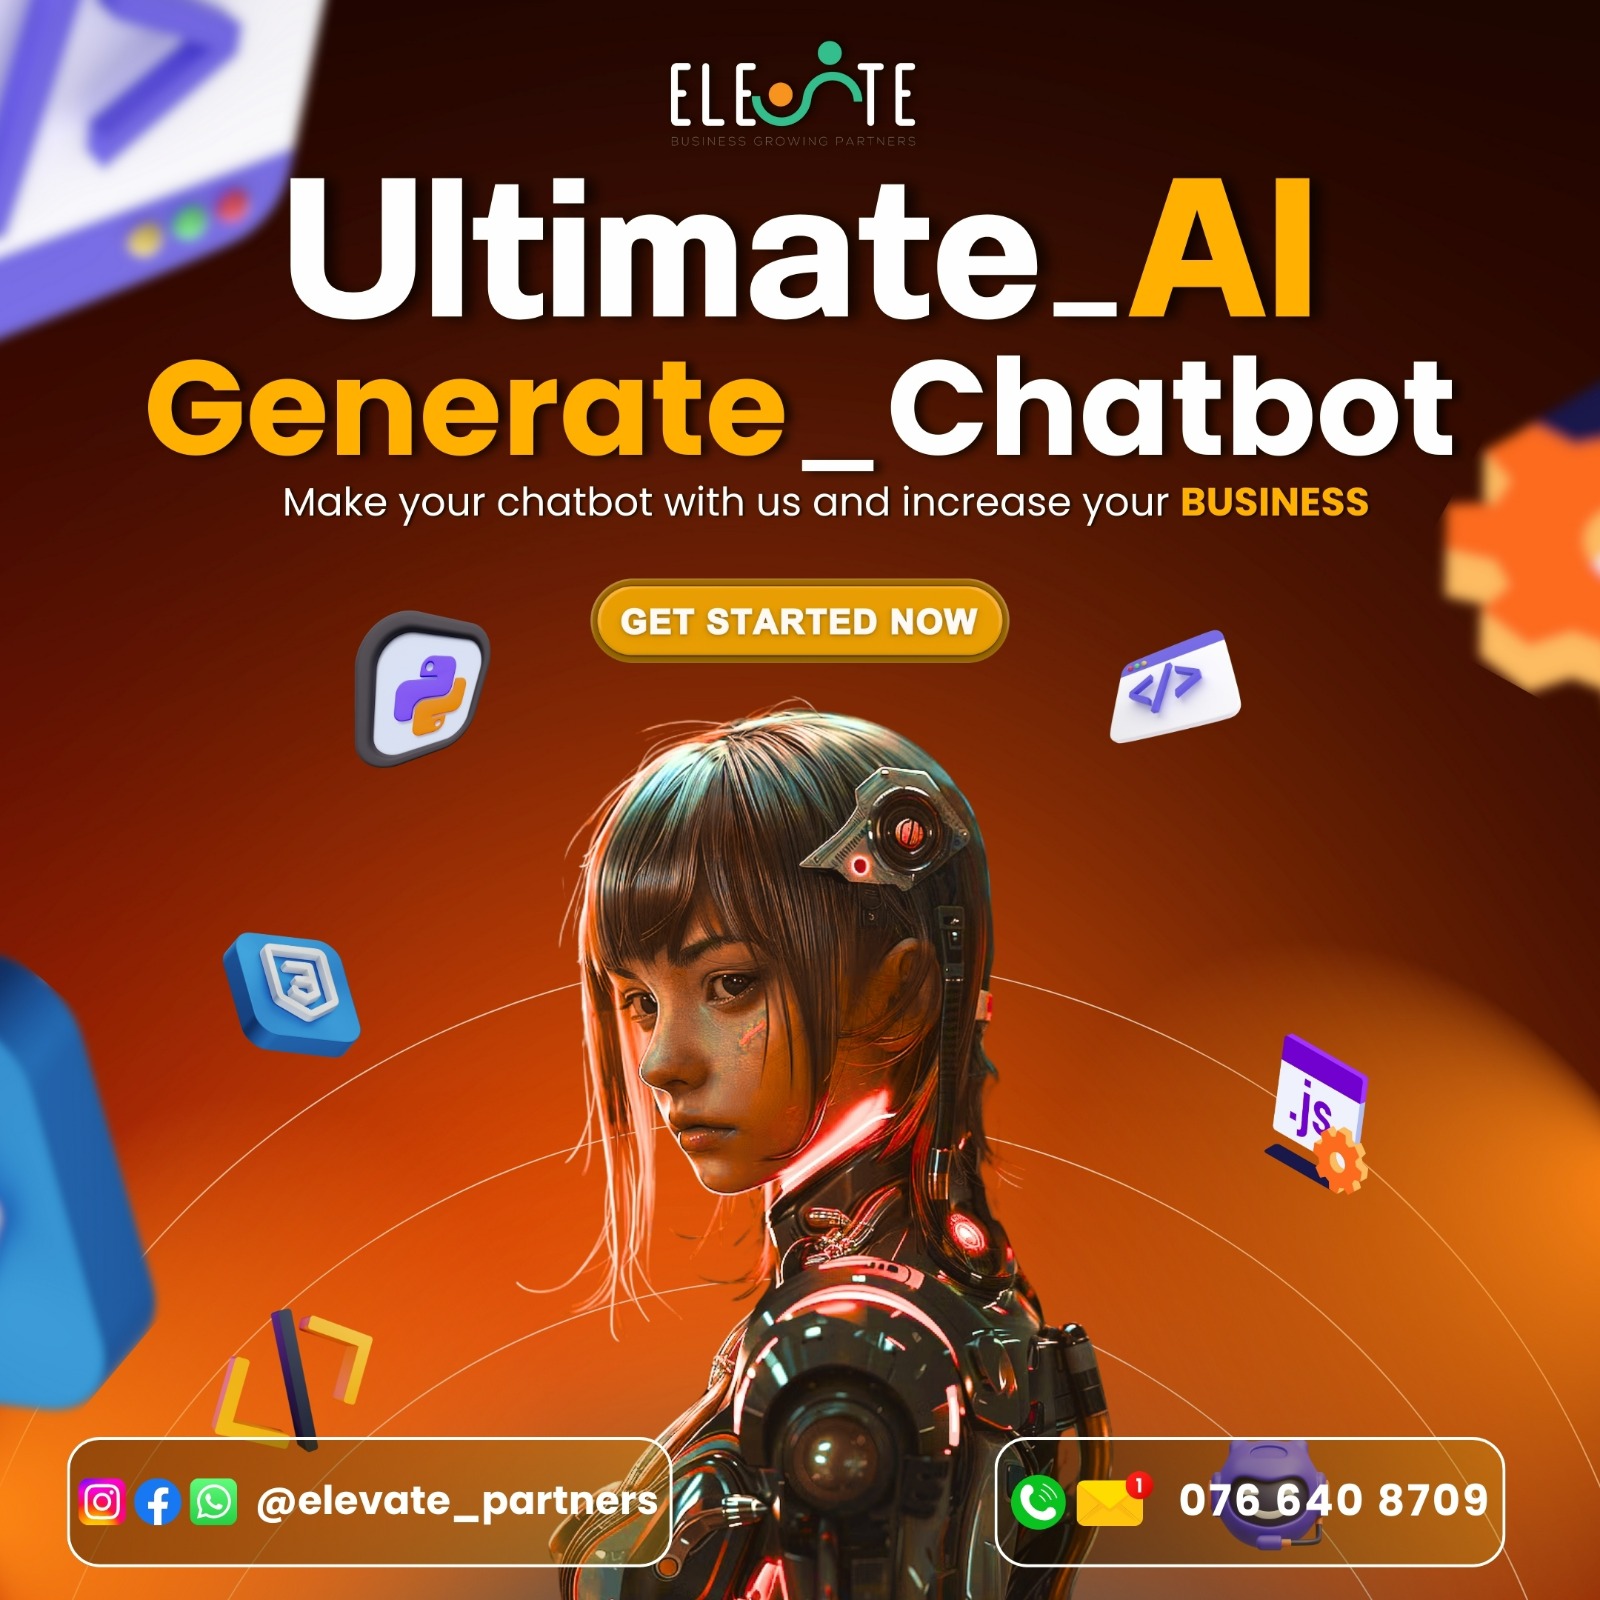 ELEVATE
BUSINESS GROWING PARTNERS
Ultimate_AI
Generate_Chatbot
Make your chatbot with us and increase your BUSINESS
GET STARTED NOW
.js
@elevate_partners
1
076 640 8709